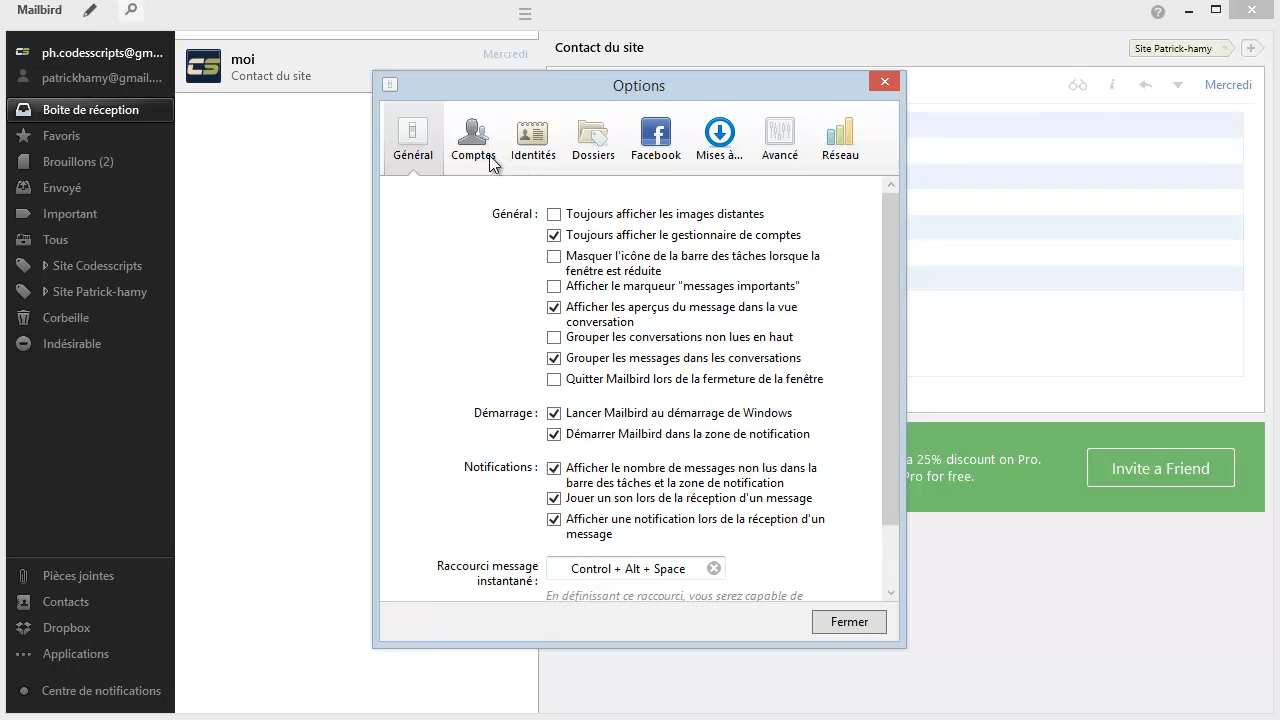 Mailbird
ph.codesscripts@gm...
patrickhamy@gmail....
Boite de réception
Favoris
Brouillons (2)
Envoyé
Important
Tous
Site Codesscripts
Site Patrick-hamy
Corbeille
Indésirable
Pièces jointes
Contacts
Dropbox
Applications
Centre de notifications
moi
Mercredi
Contact du site
Contact du site
Site Patrick-hamy
Mercredi
a 25% discount on Pro.
Pro for free.
Invite a Friend
Options
Général
Comptes
Identités
Dossiers
Facebook
Mises à...
Avancé
Réseau
Général :
Toujours afficher les images distantes
Toujours afficher le gestionnaire de comptes
Masquer l'icône de la barre des tâches lorsque la
fenêtre est réduite
Afficher le marqueur "messages importants"
Afficher les aperçus du message dans la vue
conversation
Grouper les conversations non lues en haut
Grouper les messages dans les conversations
Quitter Mailbird lors de la fermeture de la fenêtre
Démarrage :
Lancer Mailbird au démarrage de Windows
Démarrer Mailbird dans la zone de notification
Notifications :
Afficher le nombre de messages non lus dans la
barre des tâches et la zone de notification
Jouer un son lors de la réception d'un message
Afficher une notification lors de la réception d'un
message
Raccourci message
instantané :
Control + Alt + Space
En définissant ce raccourci, vous serez capable de
Fermer